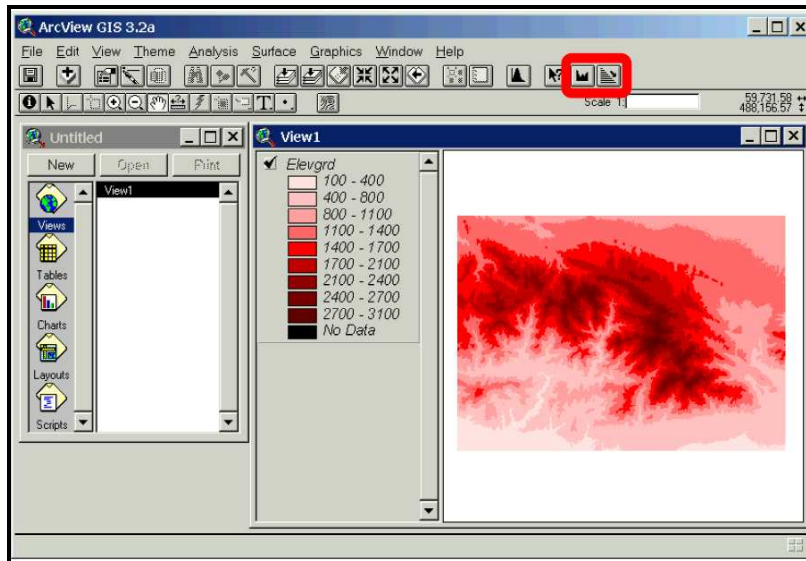 ArcView GIS 3.2a
File Edit View Theme Analysis Surface Graphics Window Help
Scale 1:
59,731.58
488,156.57
Untitled
New Open Print
Views
Tables
Charts
Layouts
Scripts
View1
View1
Elevgrd
100 - 400
400 - 800
800 - 1100
1100 - 1400
1400 - 1700
1700 - 2100
2100 - 2400
2400 - 2700
2700 - 3100
No Data